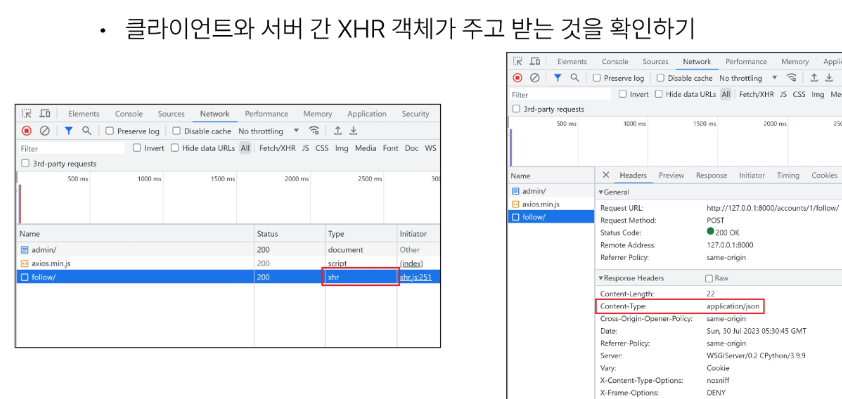 • 클라이언트와 서버 간 XHR 객체가 주고 받는 것을 확인하기
Elements Console Sources Network Performance Memory Application Security
Preserve log Disable cache No throttling
Filter Invert Hide data URLs All Fetch/XHR JS CSS Img Media Font Doc WS
3rd-party requests
500 ms 1000 ms 1500 ms 2000 ms 2500 ms
Name Status Type Initiator
admin/ 200 document Other
axios.min.js 200 script (index)
follow/ 200 xhr xhr.js:251
Elements Console Sources Network Performance Memory
Preserve log Disable cache No throttling
Filter Invert Hide data URLs All Fetch/XHR JS CSS Img
3rd-party requests
500 ms 1000 ms 1500 ms 2000 ms
Name
admin/
axios.min.js
follow/
Headers Preview Response Initiator Timing Cookies
▼General
Request URL: http://127.0.0.1:8000/accounts/1/follow/
Request Method: POST
Status Code: 200 OK
Remote Address: 127.0.0.1:8000
Referrer Policy: same-origin
▼Response Headers Raw
Content-Length: 22
Content-Type: application/json
Cross-Origin-Opener-Policy: same-origin
Date: Sun, 30 Jul 2023 05:30:45 GMT
Referrer-Policy: same-origin
Server: WSGIServer/0.2 CPython/3.9.9
Vary: Cookie
X-Content-Type-Options: nosniff
X-Frame-Options: DENY